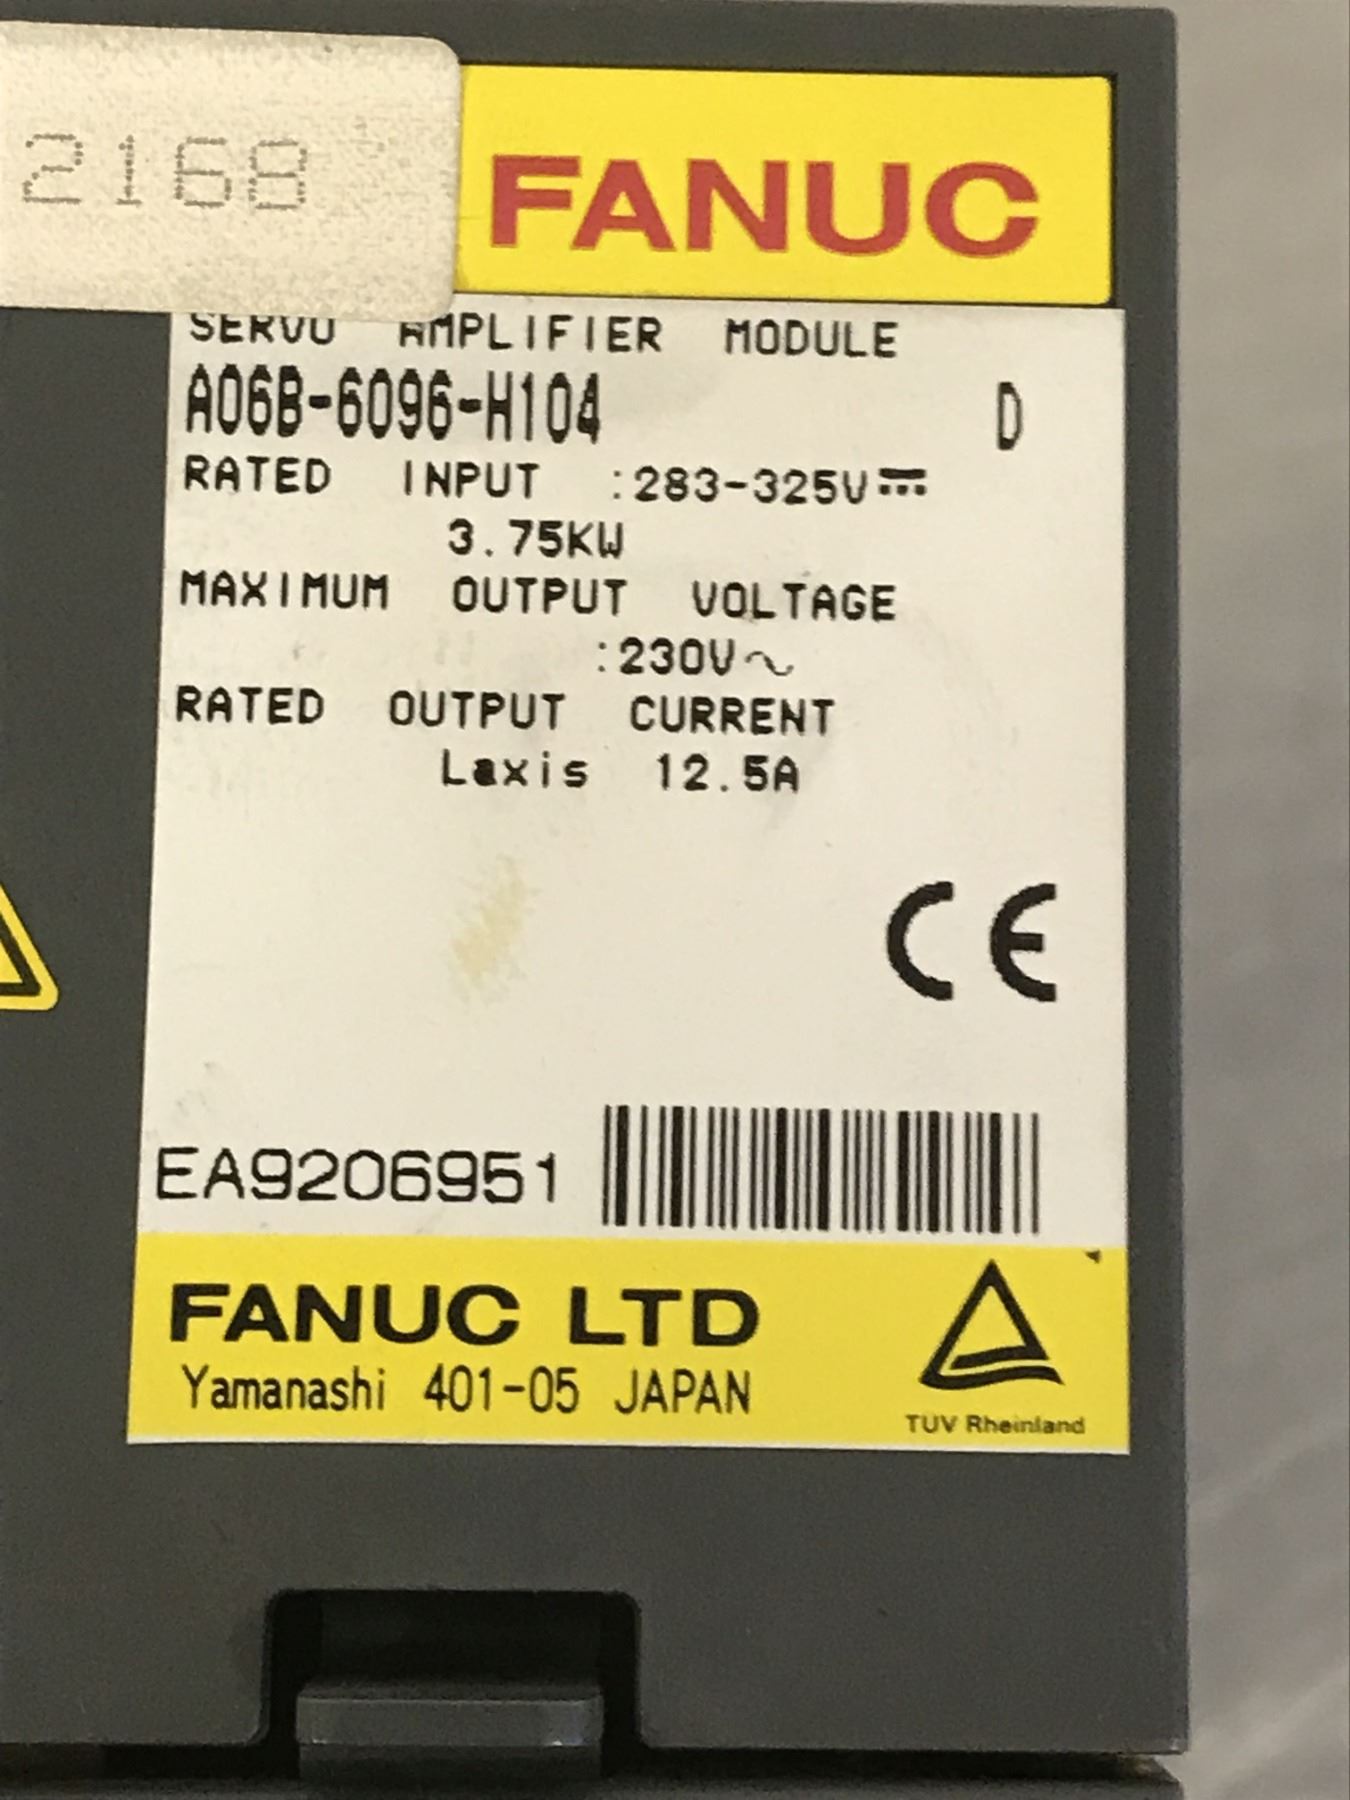 2168
FANUC
SERVO AMPLIFIER MODULE
A06B-6096-H104 D
RATED INPUT :283-325V⎓
3.75KW
MAXIMUM OUTPUT VOLTAGE
:230V~
RATED OUTPUT CURRENT
Laxis 12.5A
CE
EA9206951
FANUC LTD
Yamanashi 401-05 JAPAN
TUV Rheinland